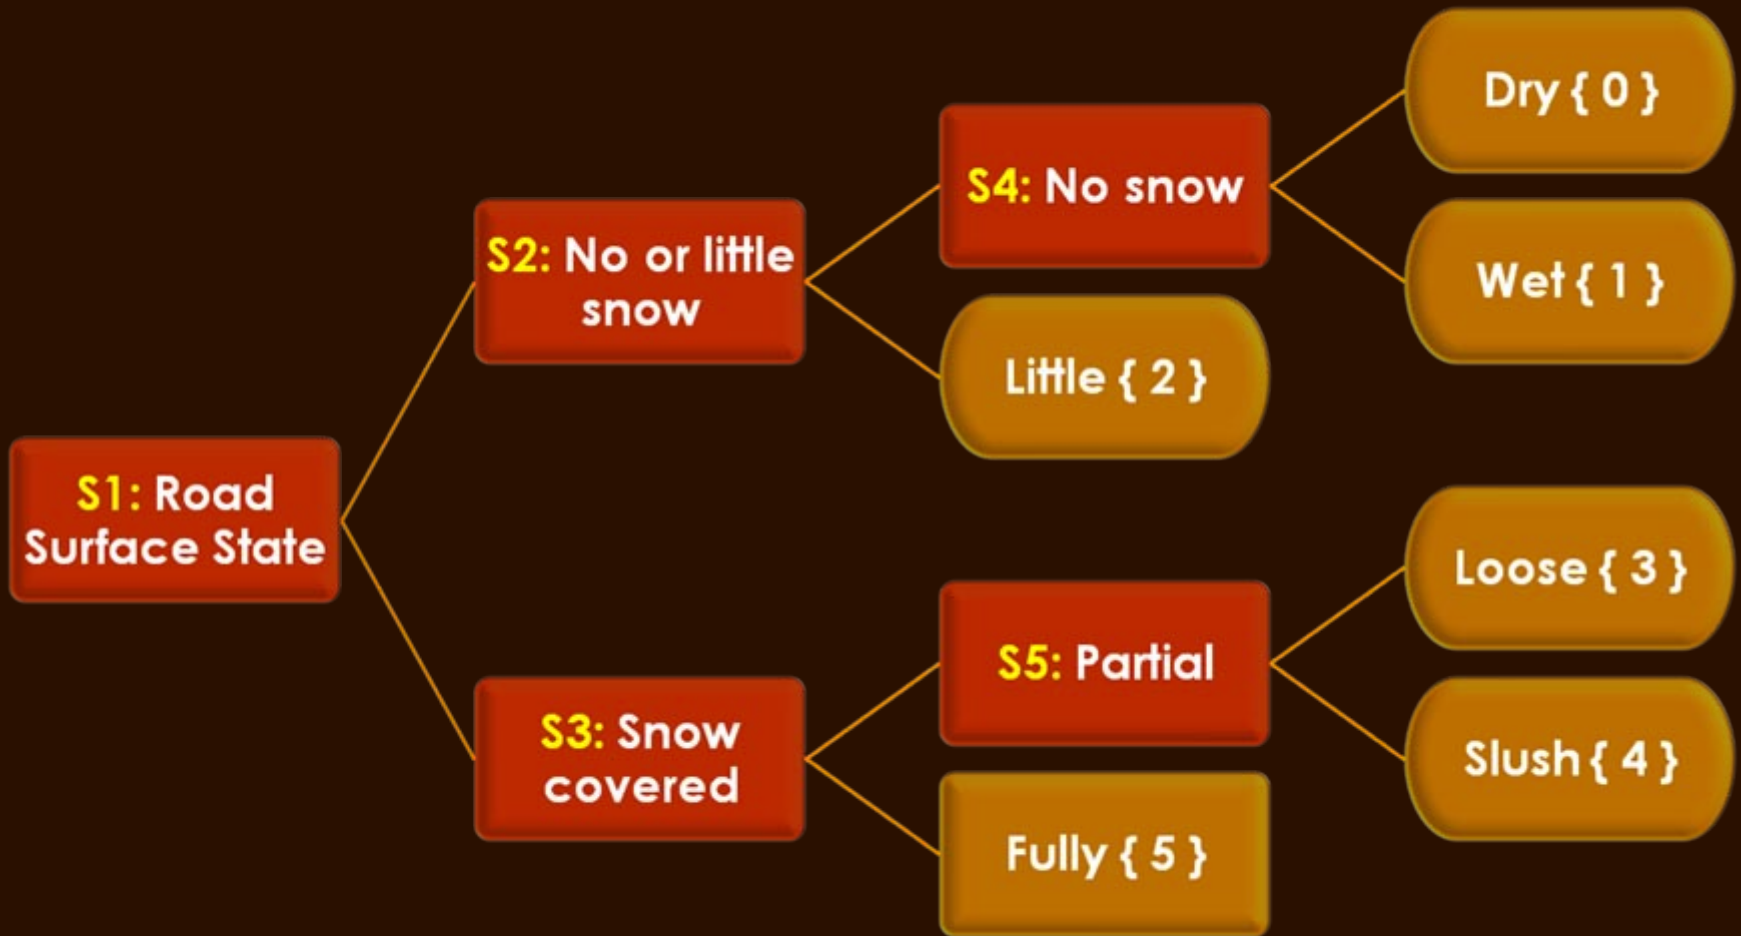 S1: Road
Surface State
S2: No or little
snow
S3: Snow
covered
S4: No snow
Little { 2 }
S5: Partial
Fully { 5 }
Dry { 0 }
Wet { 1 }
Loose { 3 }
Slush { 4 }